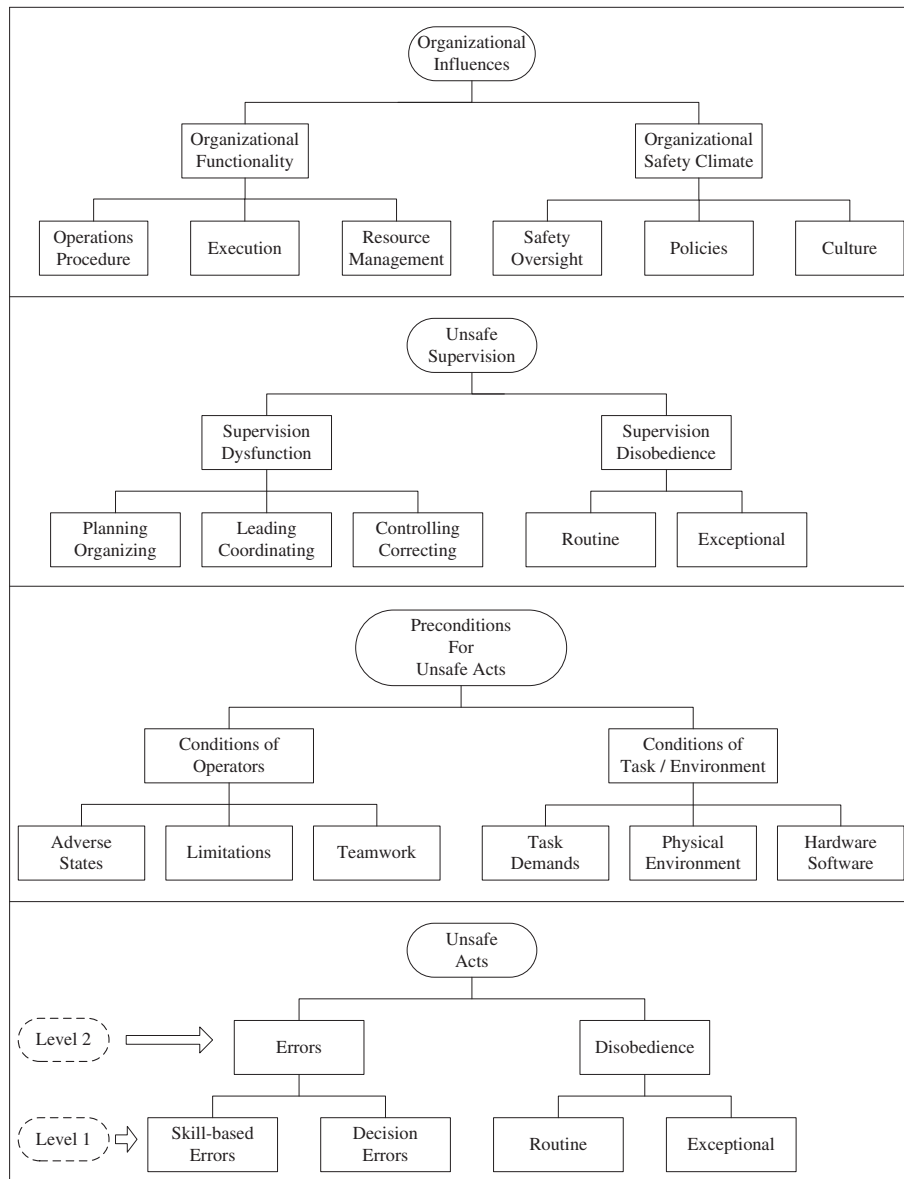 Organizational
Influences
Organizational
Functionality
Organizational
Safety Climate
Operations
Procedure
Execution
Resource
Management
Safety
Oversight
Policies
Culture
Unsafe
Supervision
Supervision
Dysfunction
Supervision
Disobedience
Planning
Organizing
Leading
Coordinating
Controlling
Correcting
Routine
Exceptional
Preconditions
For
Unsafe Acts
Conditions of
Operators
Conditions of
Task / Environment
Adverse
States
Limitations
Teamwork
Task
Demands
Physical
Environment
Hardware
Software
Unsafe
Acts
Level 2
Errors
Disobedience
Level 1
Skill-based
Errors
Decision
Errors
Routine
Exceptional